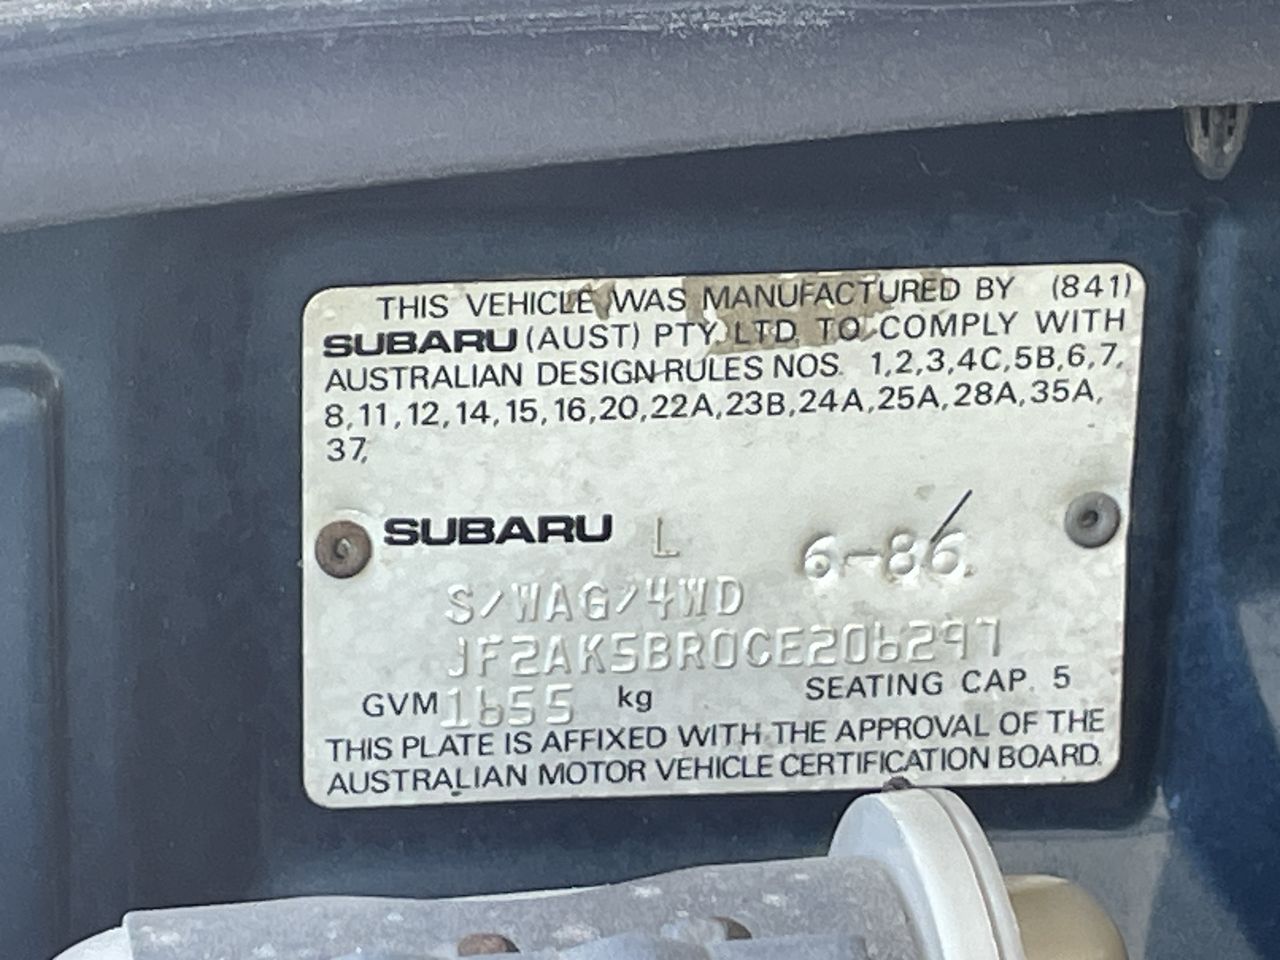 THIS VEHICLE WAS MANUFACTURED BY (841)
SUBARU (AUST) PTY. LTD. TO COMPLY WITH
AUSTRALIAN DESIGN RULES NOS. 1,2,3,4C,5B,6,7,
8,11,12,14,15,16,20,22A,23B,24A,25A,28A,35A,
37,
SUBARU L 6-86
S/WAG/4WD
JF2AK5BR0CE206297
GVM 1655 kg SEATING CAP. 5
THIS PLATE IS AFFIXED WITH THE APPROVAL OF THE
AUSTRALIAN MOTOR VEHICLE CERTIFICATION BOARD.